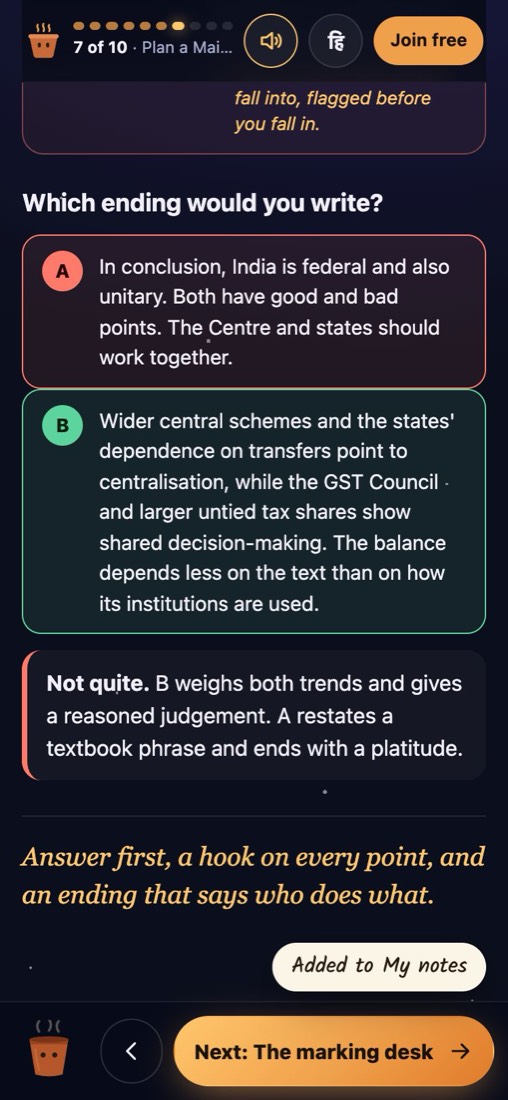 7 of 10 · Plan a Mai...
हि
Join free
fall into, flagged before
you fall in.
Which ending would you write?
A
In conclusion, India is federal and also
unitary. Both have good and bad
points. The Centre and states should
work together.
B
Wider central schemes and the states'
dependence on transfers point to
centralisation, while the GST Council
and larger untied tax shares show
shared decision-making. The balance
depends less on the text than on how
its institutions are used.
Not quite. B weighs both trends and gives
a reasoned judgement. A restates a
textbook phrase and ends with a platitude.
Answer first, a hook on every point, and
an ending that says who does what.
Added to My notes
Next: The marking desk →